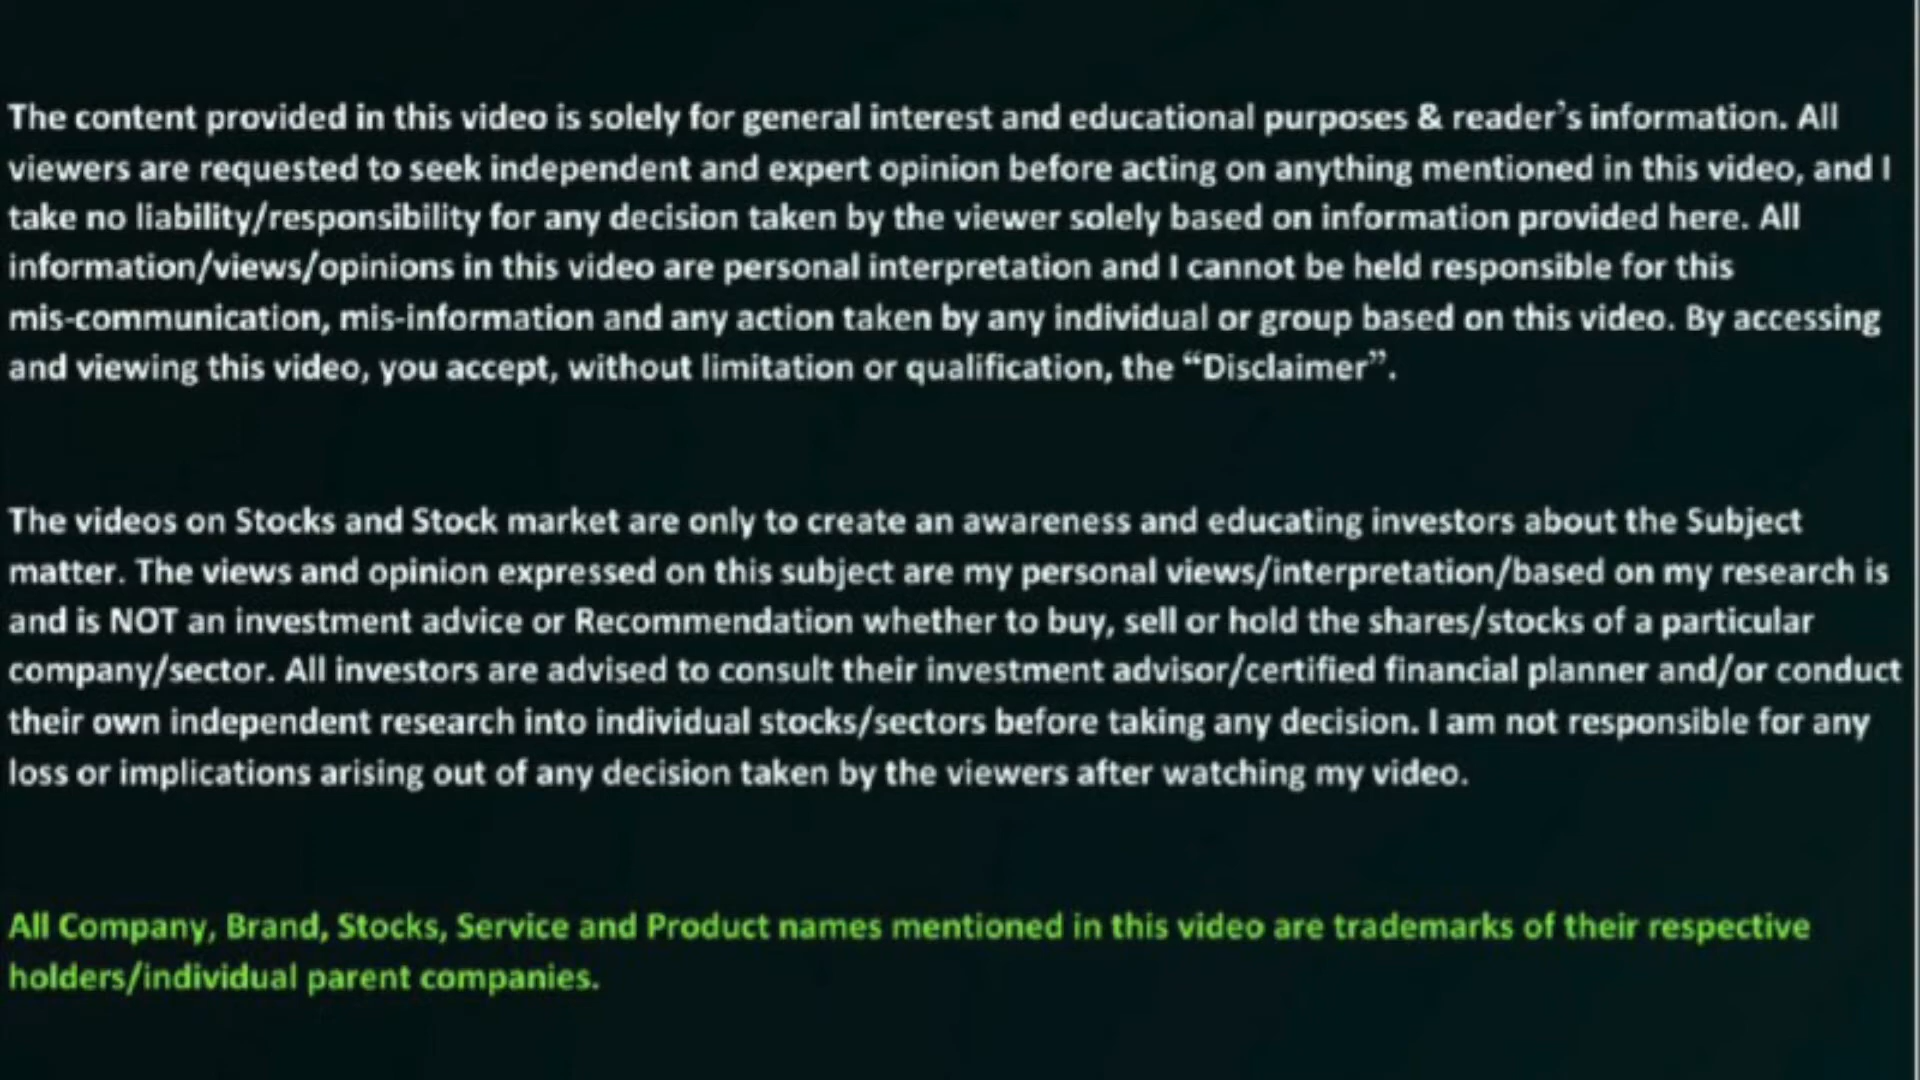 The content provided in this video is solely for general interest and educational purposes & reader’s information. All
viewers are requested to seek independent and expert opinion before acting on anything mentioned in this video, and I
take no liability/responsibility for any decision taken by the viewer solely based on information provided here. All
information/views/opinions in this video are personal interpretation and I cannot be held responsible for this
mis-communication, mis-information and any action taken by any individual or group based on this video. By accessing
and viewing this video, you accept, without limitation or qualification, the “Disclaimer”.
The videos on Stocks and Stock market are only to create an awareness and educating investors about the Subject
matter. The views and opinion expressed on this subject are my personal views/interpretation/based on my research is
and is NOT an investment advice or Recommendation whether to buy, sell or hold the shares/stocks of a particular
company/sector. All investors are advised to consult their investment advisor/certified financial planner and/or conduct
their own independent research into individual stocks/sectors before taking any decision. I am not responsible for any
loss or implications arising out of any decision taken by the viewers after watching my video.
All Company, Brand, Stocks, Service and Product names mentioned in this video are trademarks of their respective
holders/individual parent companies.